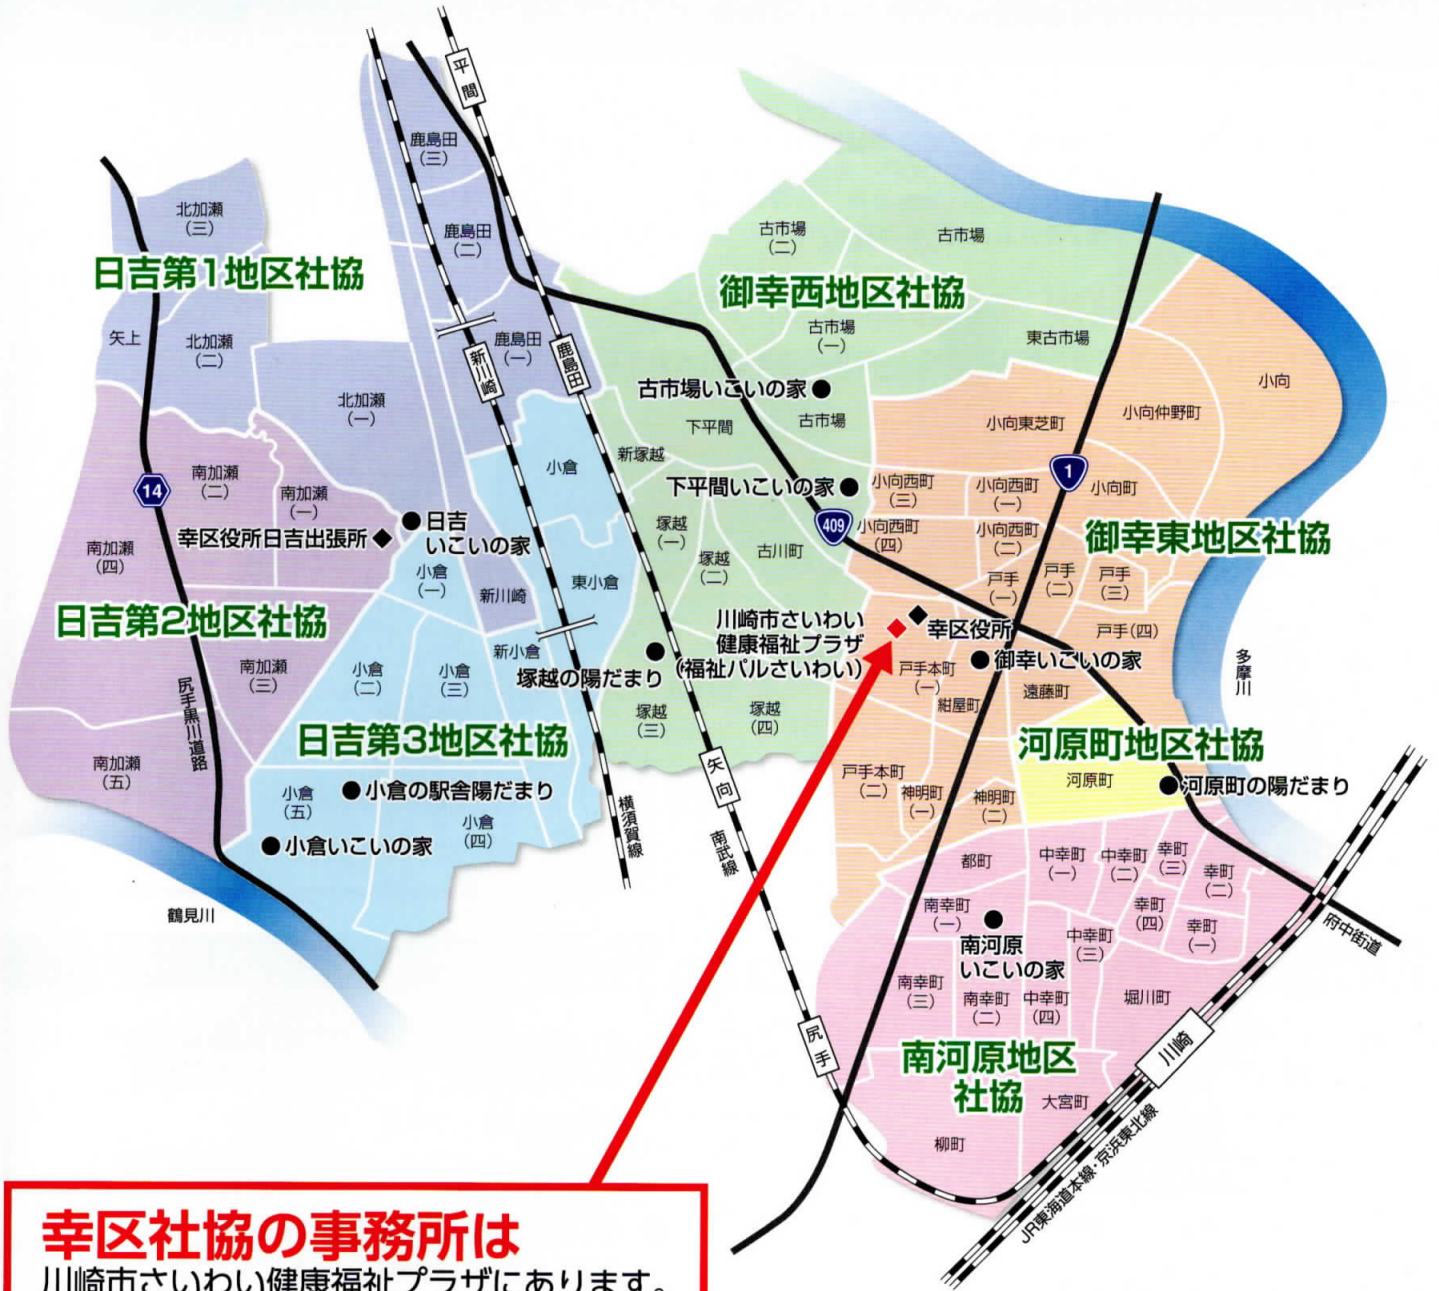 平間
鹿島田
（三）
北加瀬
（三）
鹿島田
（二）
古市場
（二）
古市場
日吉第1地区社協
御幸西地区社協
矢上
北加瀬
（二）
新川崎
鹿島田
（一）
鹿島田
古市場
（一）
東古市場
小向
古市場いこいの家
北加瀬
（一）
下平間
古市場
小向東芝町
小向仲野町
新塚越
小倉
南加瀬
（二）
14
南加瀬
（一）
下平間いこいの家
小向西町
（三）
小向西町
（一）
1
小向町
409
小向西町
（四）
小向西町
（二）
御幸東地区社協
幸区役所日吉出張所
日吉
いこいの家
塚越
（一）
塚越
（二）
古川町
南加瀬
（四）
小倉
（一）
新川崎
東小倉
戸手
（一）
戸手
（二）
戸手
（三）
日吉第2地区社協
川崎市さいわい
健康福祉プラザ
（福祉パルさいわい）
幸区役所
戸手（四）
新小倉
塚越の陽だまり
御幸いこいの家
多摩川
南加瀬
（三）
小倉
（二）
小倉
（三）
戸手本町
（一）
紺屋町
遠藤町
尻手黒川道路
塚越
（三）
塚越
（四）
日吉第3地区社協
河原町地区社協
南加瀬
（五）
矢向
戸手本町
（二）
神明町
（一）
神明町
（二）
河原町
河原町の陽だまり
小倉
（五）
小倉の駅舎陽だまり
小倉
（四）
小倉いこいの家
横須賀線
南武線
都町
中幸町
（一）
中幸町
（二）
幸町
（三）
幸町
（二）
鶴見川
南幸町
（一）
幸町
（四）
幸町
（一）
府中街道
南河原
いこいの家
中幸町
（三）
南幸町
（三）
南幸町
（二）
中幸町
（四）
堀川町
尻手
川崎
南河原地区
社協
大宮町
柳町
JR東海道本線・京浜東北線
幸区社協の事務所は
川崎市さいわい健康福祉プラザにあります。